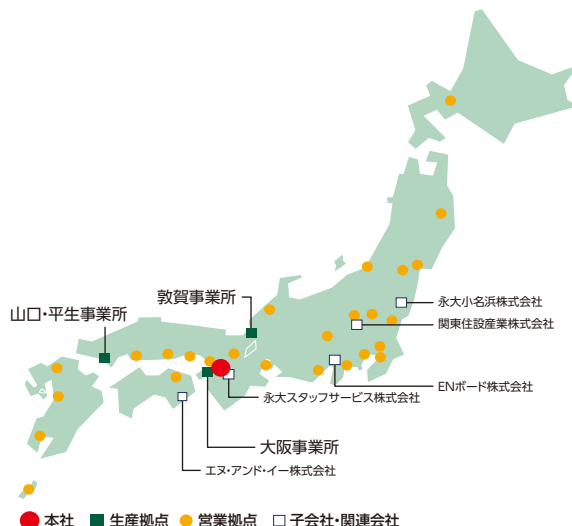 永大小名浜株式会社
敦賀事業所
山口・平生事業所
関東住設産業株式会社
ENボード株式会社
永大スタッフサービス株式会社
大阪事業所
エヌ・アンド・イー株式会社
本社 生産拠点 営業拠点 子会社・関連会社